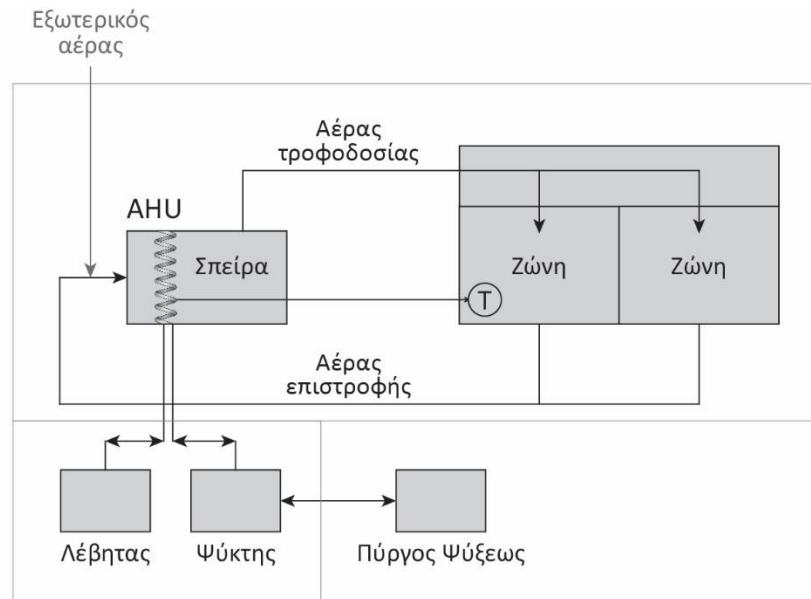 Εξωτερικός
αέρας
Αέρας
τροφοδοσίας
AHU
Σπείρα
Ζώνη
Ζώνη
T
Αέρας
επιστροφής
Λέβητας
Ψύκτης
Πύργος Ψύξεως